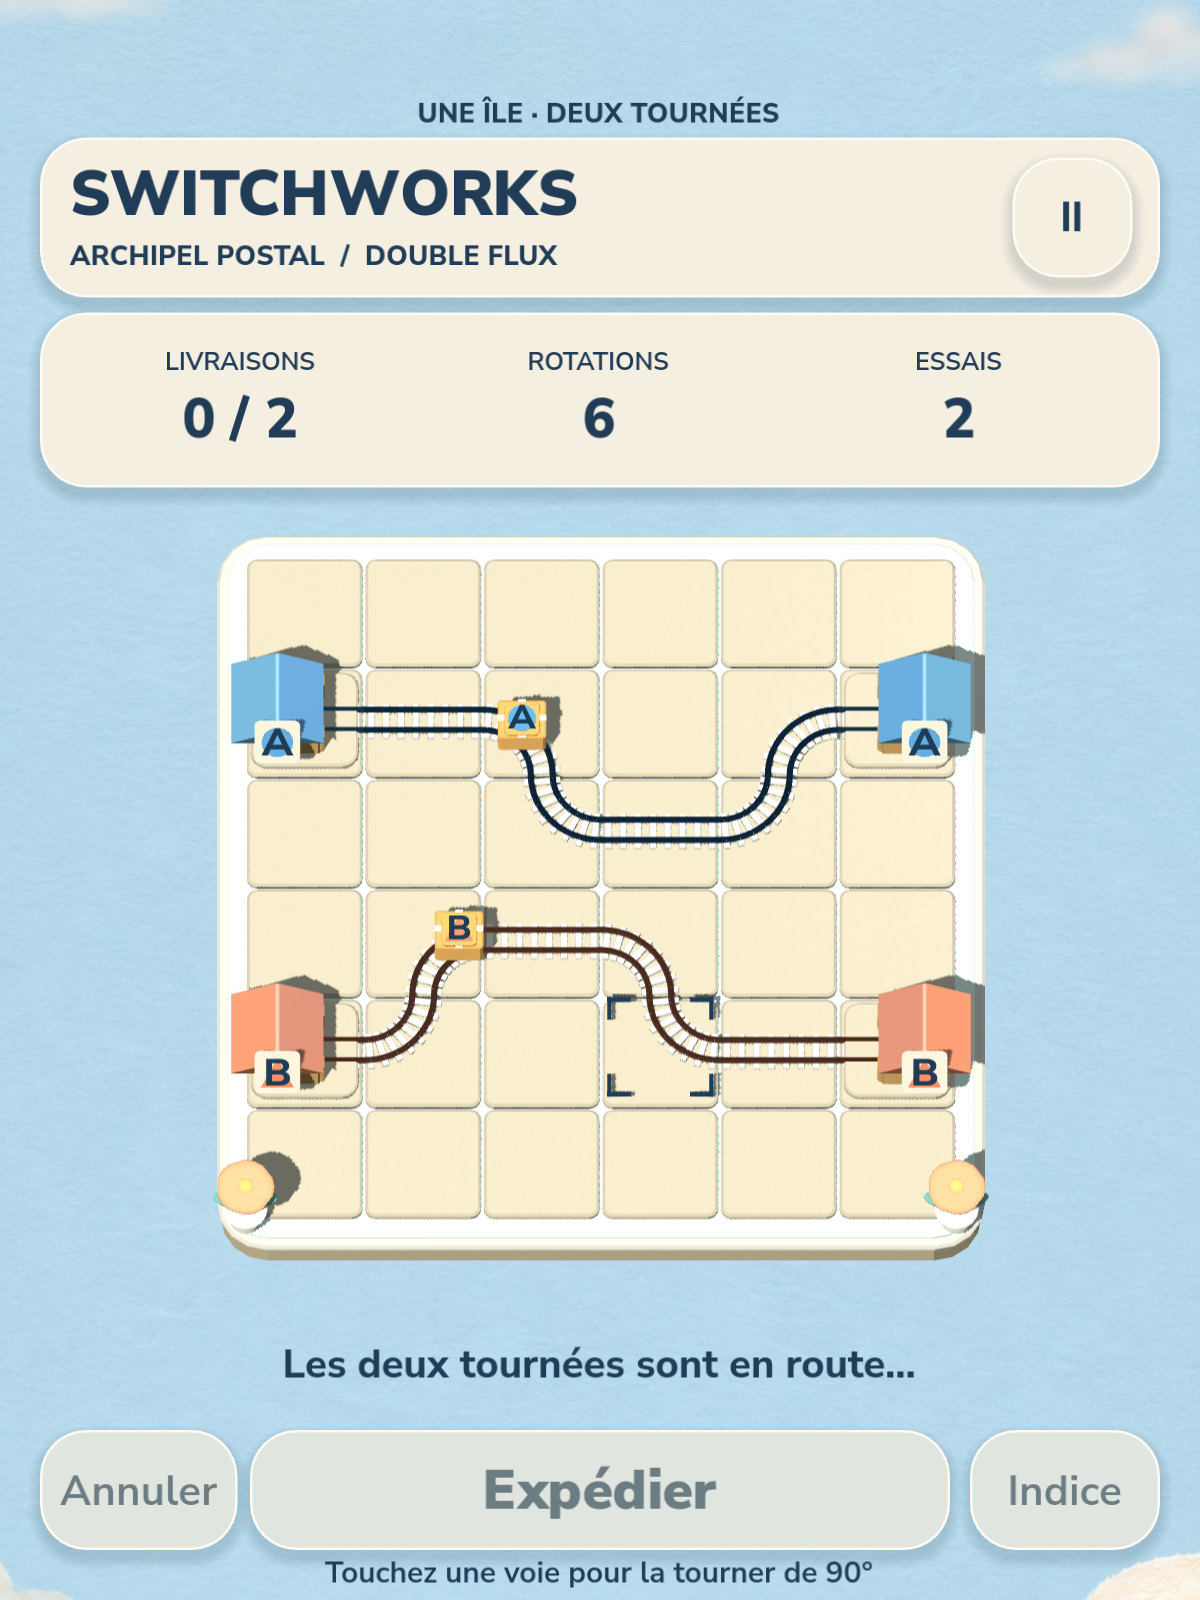 UNE ÎLE · DEUX TOURNÉES
SWITCHWORKS
ARCHIPEL POSTAL / DOUBLE FLUX
II
LIVRAISONS ROTATIONS ESSAIS
0 / 2 6 2
A A A
B
B B
Les deux tournées sont en route...
Annuler Expédier Indice
Touchez une voie pour la tourner de 90°